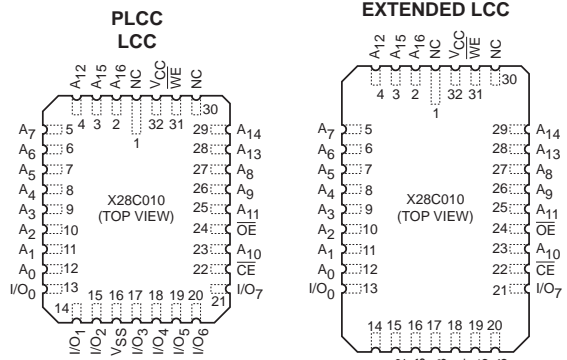 PLCC
LCC
A12 A15 A16 NC VCC WE NC
4 3 2 32 31 30
1
A7 5 29 A14
A6 6 28 A13
A5 7 27 A8
A4 8 26 A9
A3 9 X28C010 25 A11
A2 10 (TOP VIEW) 24 OE
A1 11 23 A10
A0 12 22 CE
I/O0 13 21 I/O7
14 15 16 17 18 19 20
I/O1 I/O2 VSS I/O3 I/O4 I/O5 I/O6
EXTENDED LCC
A12 A15 A16 NC VCC WE NC
4 3 2 32 31 30
1
A7 5 29 A14
A6 6 28 A13
A5 7 27 A8
A4 8 26 A9
A3 9 X28C010 25 A11
A2 10 (TOP VIEW) 24 OE
A1 11 23 A10
A0 12 22 CE
I/O0 13 21 I/O7
14 15 16 17 18 19 20